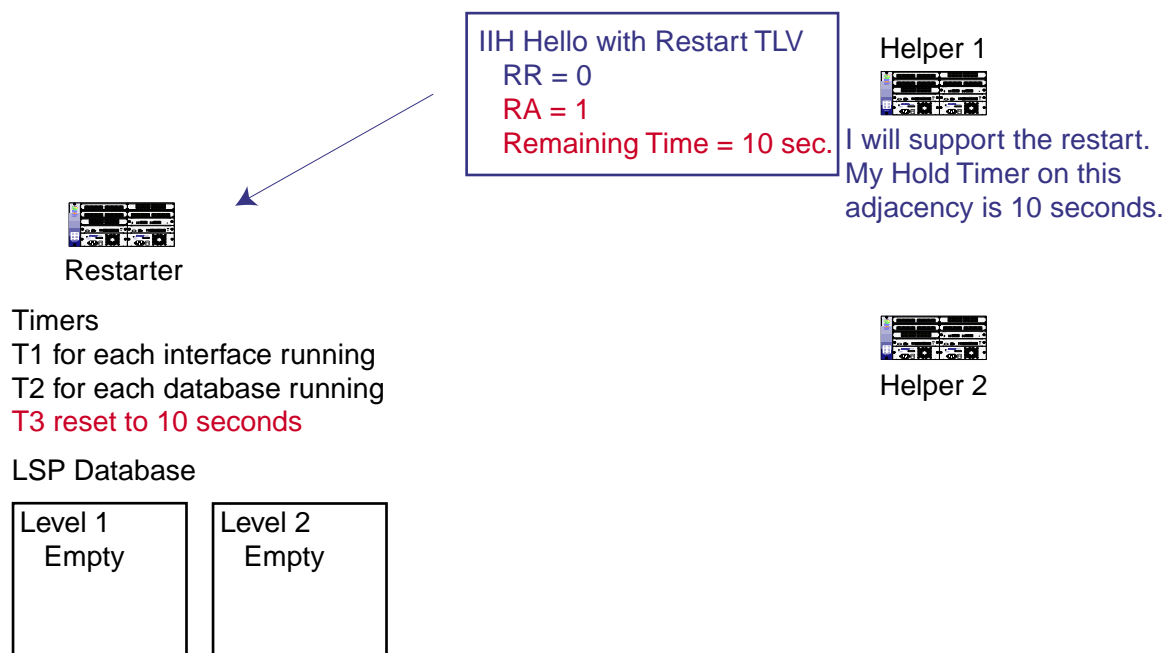 IIH Hello with Restart TLV
RR = 0
RA = 1
Remaining Time = 10 sec.
Helper 1
I will support the restart.
My Hold Timer on this
adjacency is 10 seconds.
Restarter
Timers
T1 for each interface running
T2 for each database running
T3 reset to 10 seconds
Helper 2
LSP Database
Level 1
Empty
Level 2
Empty